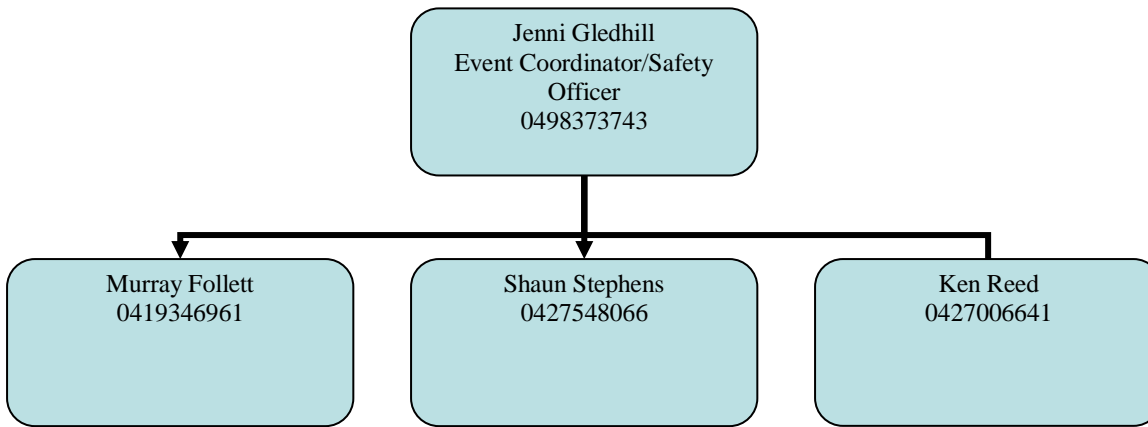 Jenni Gledhill
Event Coordinator/Safety
Officer
0498373743
Murray Follett
0419346961
Shaun Stephens
0427548066
Ken Reed
0427006641